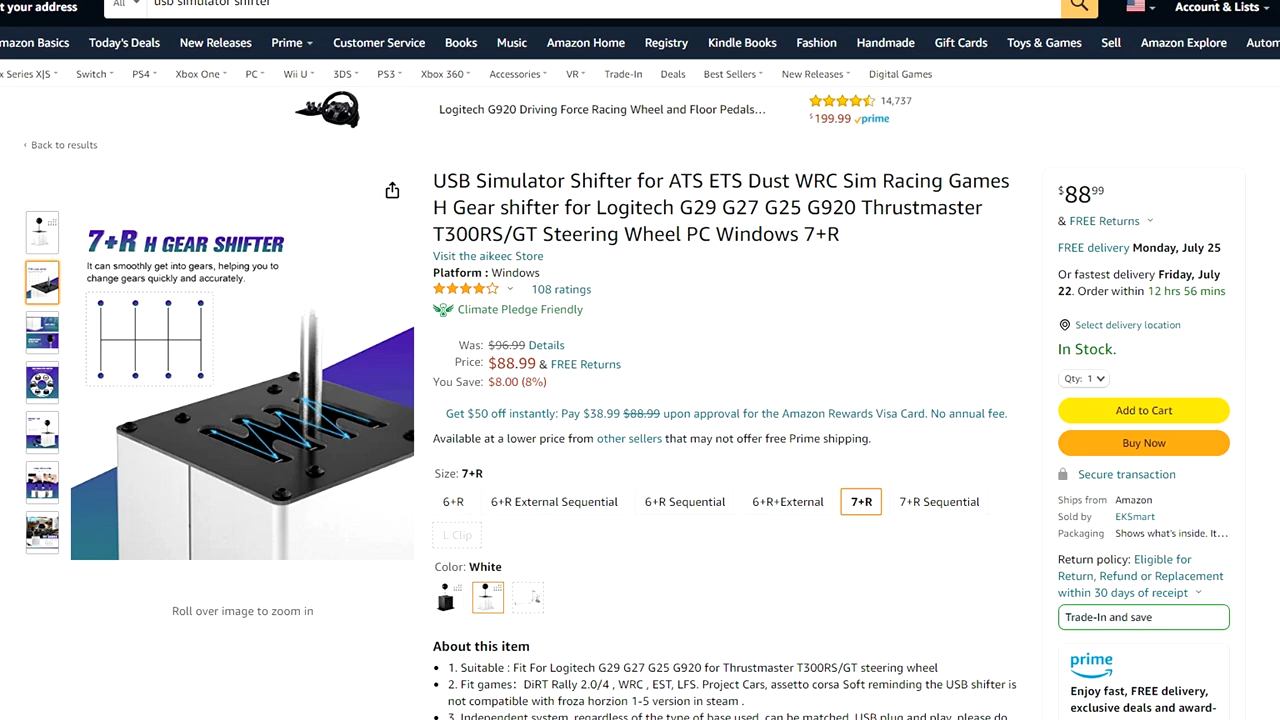 t your address
All
usb simulator shifter
Account & Lists
mazon Basics
Today's Deals
New Releases
Prime
Customer Service
Books
Music
Amazon Home
Registry
Kindle Books
Fashion
Handmade
Gift Cards
Toys & Games
Sell
Amazon Explore
Autom
x Series X|S
Switch
PS4
Xbox One
PC
Wii U
3DS
PS3
Xbox 360
Accessories
VR
Trade-In
Deals
Best Sellers
New Releases
Digital Games
Logitech G920 Driving Force Racing Wheel and Floor Pedals...
14,737
$199.99 prime
‹ Back to results
7+R H GEAR SHIFTER
It can smoothly get into gears, helping you to
change gears quickly and accurately.
Roll over image to zoom in
USB Simulator Shifter for ATS ETS Dust WRC Sim Racing Games
H Gear shifter for Logitech G29 G27 G25 G920 Thrustmaster
T300RS/GT Steering Wheel PC Windows 7+R
Visit the aikeec Store
Platform : Windows
108 ratings
Climate Pledge Friendly
Was: $96.99 Details
Price: $88.99 & FREE Returns
You Save: $8.00 (8%)
Get $50 off instantly: Pay $38.99 $88.99 upon approval for the Amazon Rewards Visa Card. No annual fee.
Available at a lower price from other sellers that may not offer free Prime shipping.
Size: 7+R
6+R
6+R External Sequential
6+R Sequential
6+R+External
7+R
7+R Sequential
L Clip
Color: White
About this item
• 1. Suitable : Fit For Logitech G29 G27 G25 G920 for Thrustmaster T300RS/GT steering wheel
• 2. Fit games：DiRT Rally 2.0/4 , WRC , EST, LFS. Project Cars, assetto corsa Soft reminding the USB shifter is
not compatible with froza horzion 1-5 version in steam .
• 3. Independent system, regardless of the type of base used, can be matched, USB plug and play, please do
$88 99
& FREE Returns
FREE delivery Monday, July 25
Or fastest delivery Friday, July
22. Order within 12 hrs 56 mins
Select delivery location
In Stock.
Qty: 1
Add to Cart
Buy Now
Secure transaction
Ships from Amazon
Sold by EKSmart
Packaging Shows what's inside. It...
Return policy: Eligible for
Return, Refund or Replacement
within 30 days of receipt
Trade-In and save
prime
Enjoy fast, FREE delivery,
exclusive deals and award-